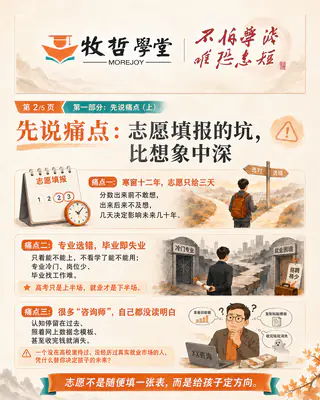 牧哲學堂
MOREJOY
不怕學淺
唯恐志短
第 2/5 页
第一部分：先说痛点（上）
先说痛点：志愿填报的坑，
比想象中深
志愿填报
1 2 2 3
痛点一：寒窗十二年，志愿只给三天
分数出来前不敢想，
出来后来不及想，
几天决定影响未来几十年。
痛点二：专业选错，毕业即失业
只看能不能上，不看学了能不能用；
专业冷门、岗位少，
毕业找工作难。
★ 高考只是上半场，就业才是下半场。
冷门专业
就业困境
招聘
稀少
痛点三：很多“咨询师”，自己都没读明白
认知停留在过去、
照着网上数据念模板、
甚至收完钱就消失。
一个没在高校里待过、没经历过真实就业市场的人，
凭什么替你决定孩子的未来？
XX咨询
志愿不是随便填一张表，而是给孩子定方向。